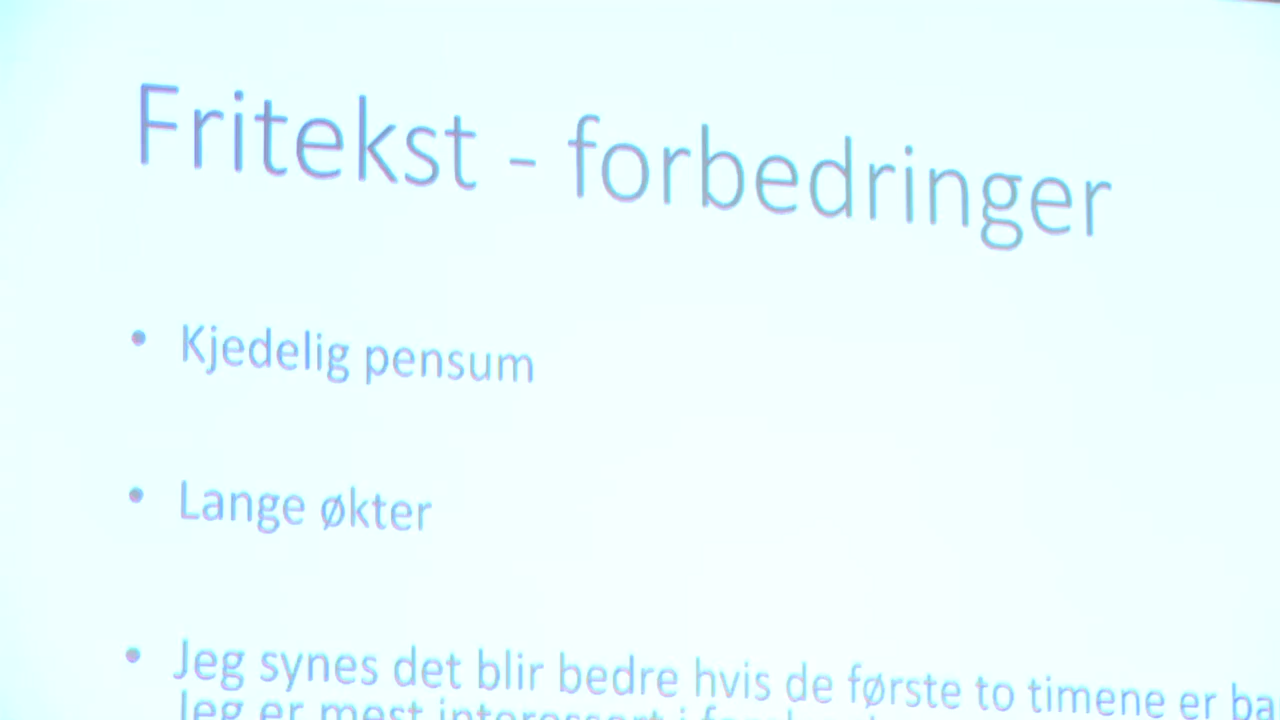 Fritekst - forbedringer
• Kjedelig pensum
• Lange økter
• Jeg synes det blir bedre hvis de første to timene er
Jeg er mest interessert i